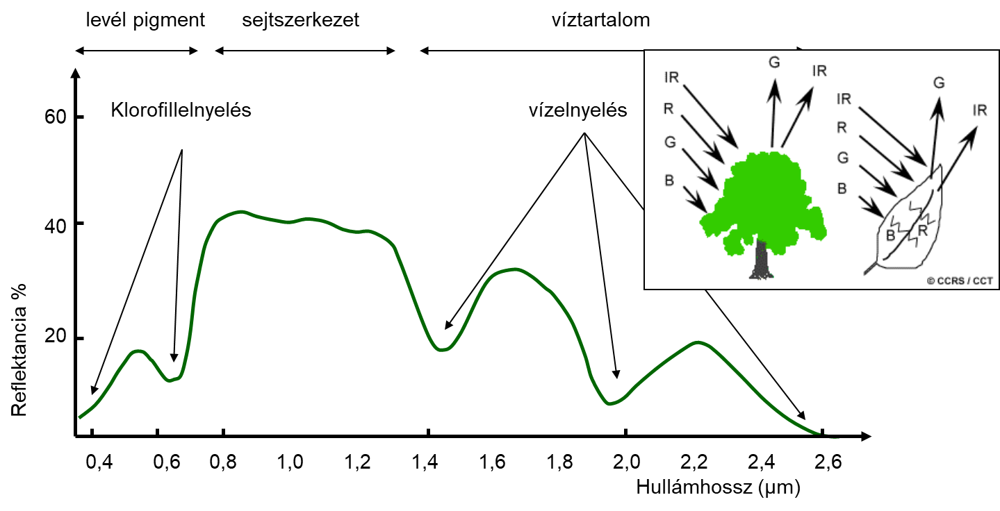 levél pigment
sejtszerkezet
víztartalom
Klorofillelnyelés
vízelnyelés
60
40
20
Reflektancia %
0,4
0,6
0,8
1,0
1,2
1,4
1,6
1,8
2,0
2,2
2,4
2,6
Hullámhossz (µm)
IR
R
G
B
G
IR
IR
R
G
B
G
IR
B
R
© CCRS / CCT